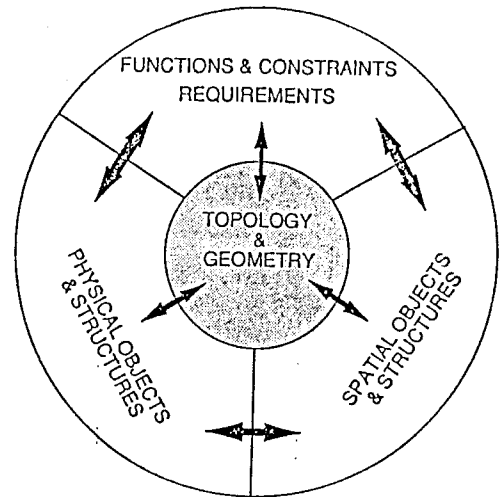 FUNCTIONS & CONSTRAINTS
REQUIREMENTS
TOPOLOGY
&
GEOMETRY
PHYSICAL OBJECTS
& STRUCTURES
SPATIAL OBJECTS
& STRUCTURES